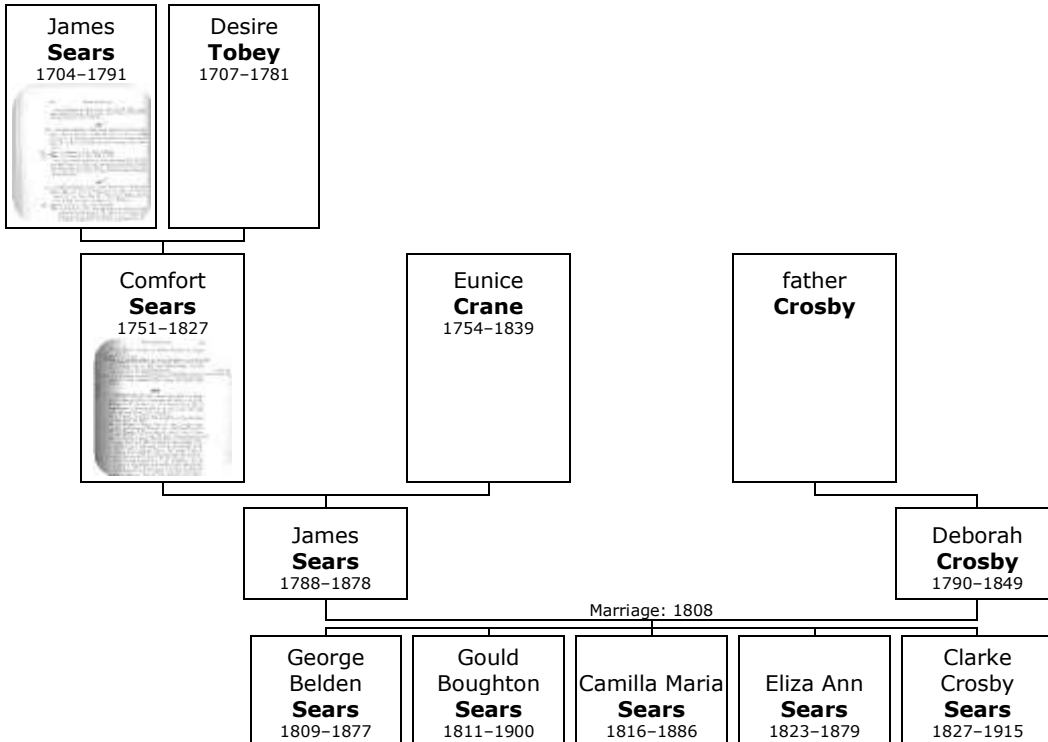 James
Sears
1704–1791
Desire
Tobey
1707–1781
Comfort
Sears
1751–1827
Eunice
Crane
1754–1839
father
Crosby
James
Sears
1788–1878
Deborah
Crosby
1790–1849
Marriage: 1808
George
Belden
Sears
1809–1877
Gould
Boughton
Sears
1811–1900
Camilla Maria
Sears
1816–1886
Eliza Ann
Sears
1823–1879
Clarke
Crosby
Sears
1827–1915